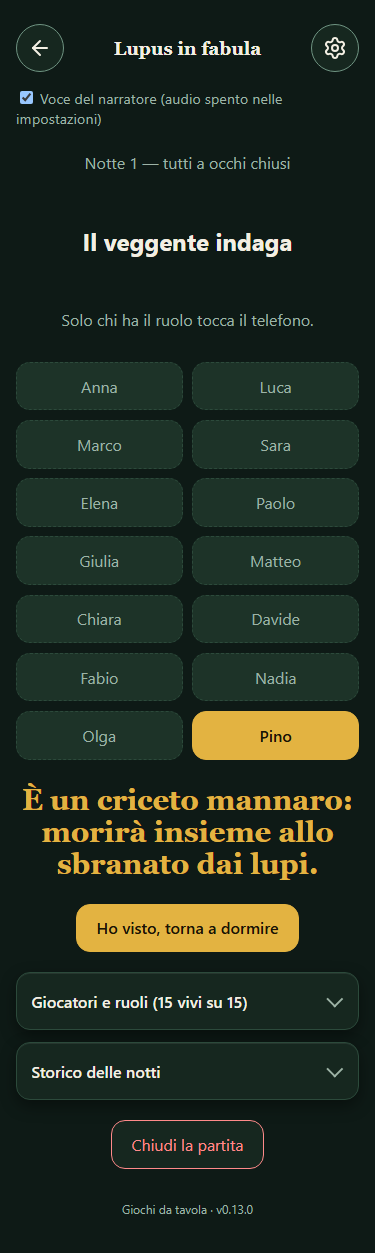 Lupus in fabula
Voce del narratore (audio spento nelle
impostazioni)
Notte 1 — tutti a occhi chiusi
Il veggente indaga
Solo chi ha il ruolo tocca il telefono.
Anna
Luca
Marco
Sara
Elena
Paolo
Giulia
Matteo
Chiara
Davide
Fabio
Nadia
Olga
Pino
È un criceto mannaro:
morirà insieme allo
sbranato dai lupi.
Ho visto, torna a dormire
Giocatori e ruoli (15 vivi su 15)
Storico delle notti
Chiudi la partita
Giochi da tavola · v0.13.0